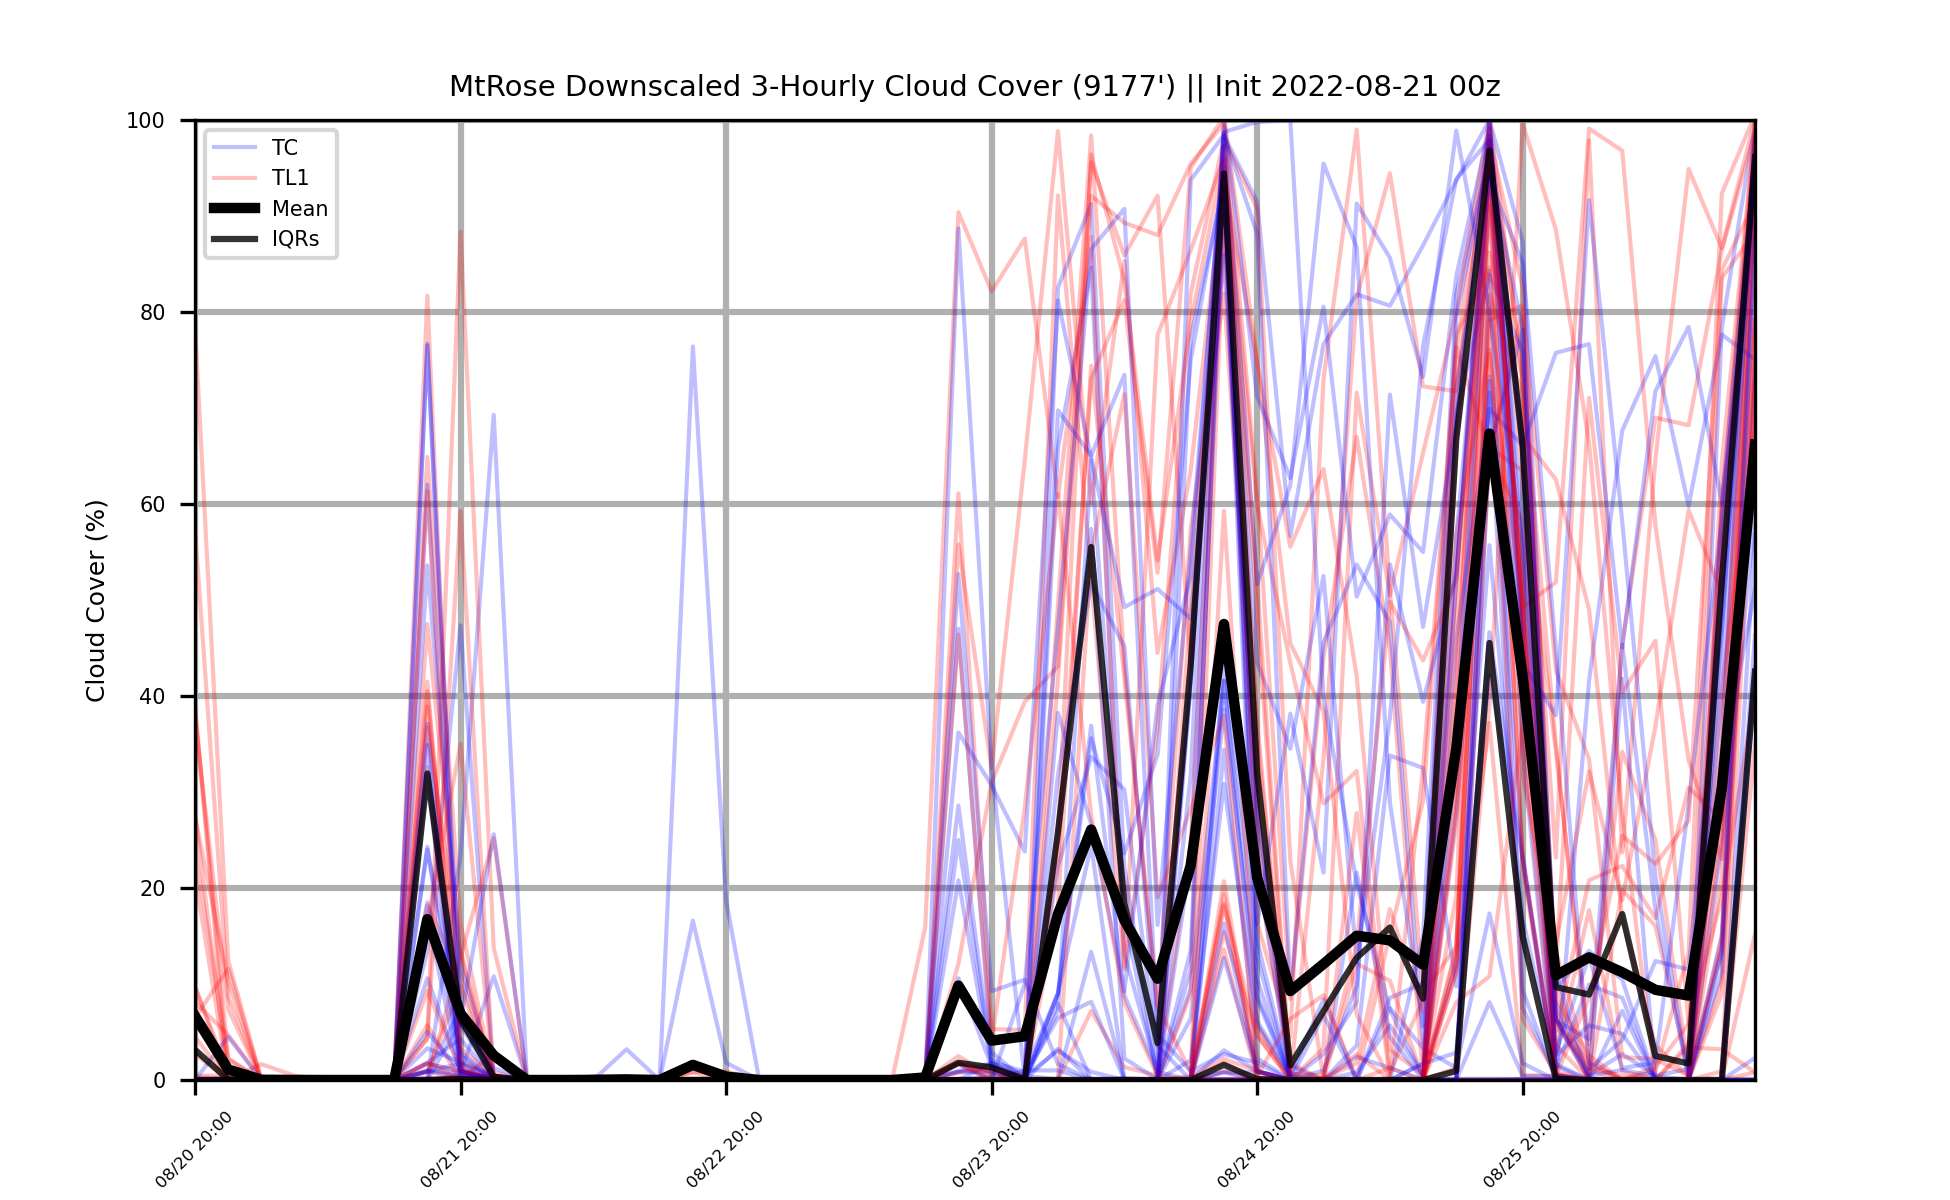 MtRose Downscaled 3-Hourly Cloud Cover (9177') || Init 2022-08-21 00z
100
80
60
40
20
0
Cloud Cover (%)
TC
TL1
Mean
IQRs
08/20 20:00
08/21 20:00
08/22 20:00
08/23 20:00
08/24 20:00
08/25 20:00